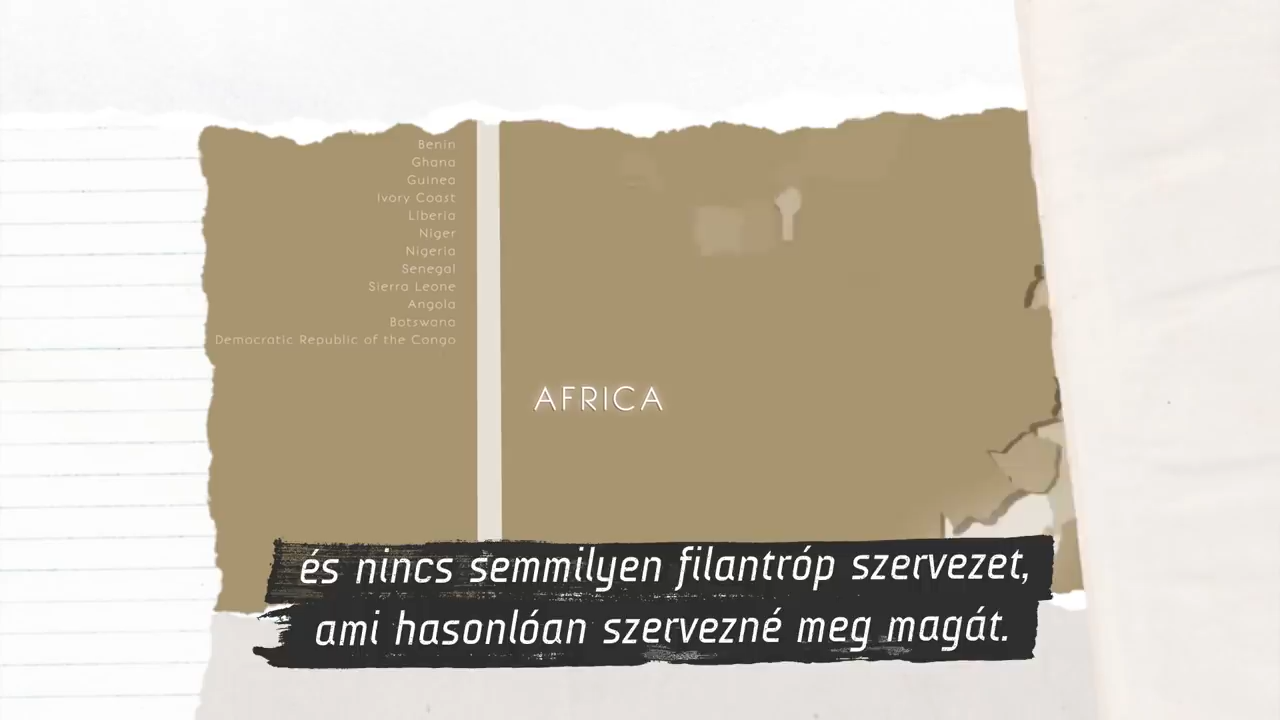 Benin
Ghana
Guinea
Ivory Coast
Liberia
Niger
Nigeria
Senegal
Sierra Leone
Angola
Botswana
Democratic Republic of the Congo
AFRICA
és nincs semmilyen filantróp szervezet,
ami hasonlóan szervezné meg magát.